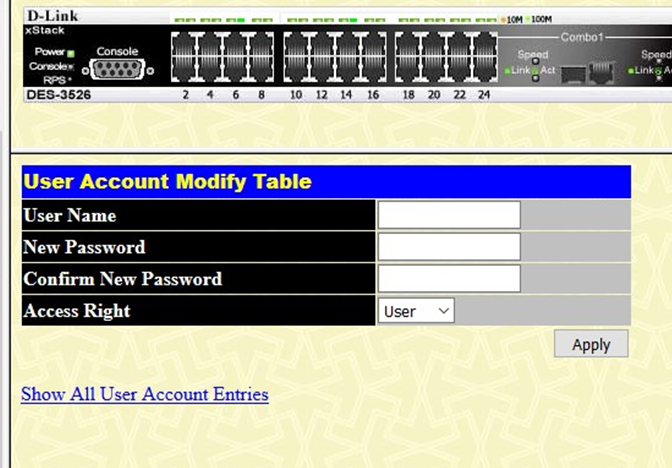 D-Link
xStack
10M 100M
Combo1
Power
Console
Console
RPS
Speed
Link Act
Speed
Link A
DES-3526
2 4 6 8 10 12 14 16 18 20 22 24
User Account Modify Table
User Name
New Password
Confirm New Password
Access Right
User
Apply
Show All User Account Entries